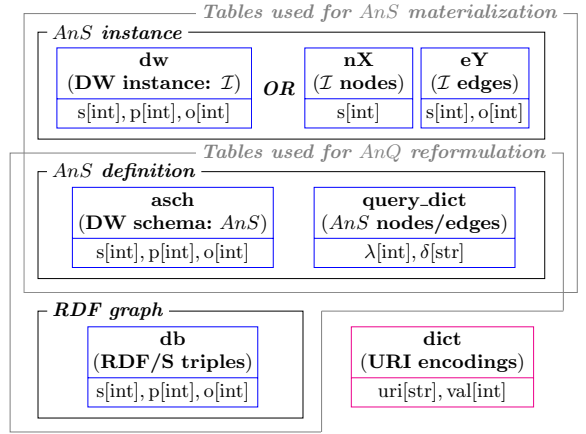 Tables used for AnS materialization
AnS instance
dw
(DW instance: ℐ)
s[int], p[int], o[int]
OR
nX
(ℐ nodes)
s[int]
eY
(ℐ edges)
s[int], o[int]
Tables used for AnQ reformulation
AnS definition
asch
(DW schema: AnS)
s[int], p[int], o[int]
query_dict
(AnS nodes/edges)
λ[int], δ[str]
RDF graph
db
(RDF/S triples)
s[int], p[int], o[int]
dict
(URI encodings)
uri[str], val[int]